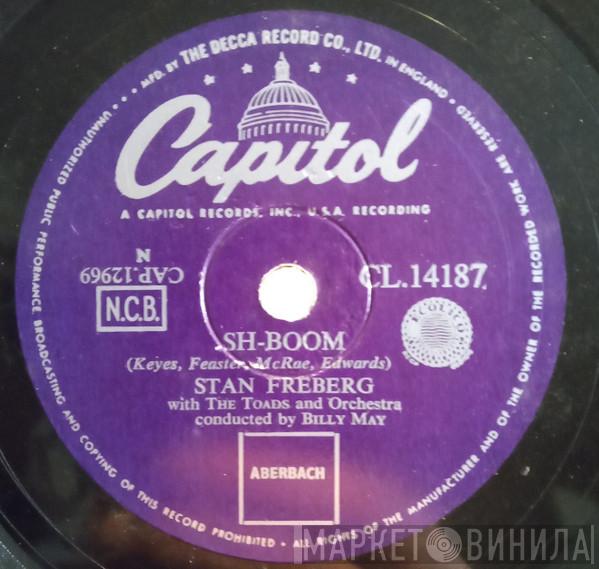 MFD. BY THE DECCA RECORD CO., LTD. IN ENGLAND
Capitol
A CAPITOL RECORDS, INC., U.S.A. RECORDING
CAP.12969
N
CL.14187
N.C.B.
SH-BOOM
(Keyes, Feaster, McRae, Edwards)
STAN FREBERG
with THE TOADS and Orchestra
conducted by BILLY MAY
ABERBACH
UNAUTHORIZED PUBLIC PERFORMANCE, BROADCASTING AND COPYING OF THIS RECORD PROHIBITED • ALL RIGHTS OF THE MANUFACTURER AND OF THE OWNER OF THE RECORDED WORK ARE RESERVED
МАРКЕТ ВИНИЛА